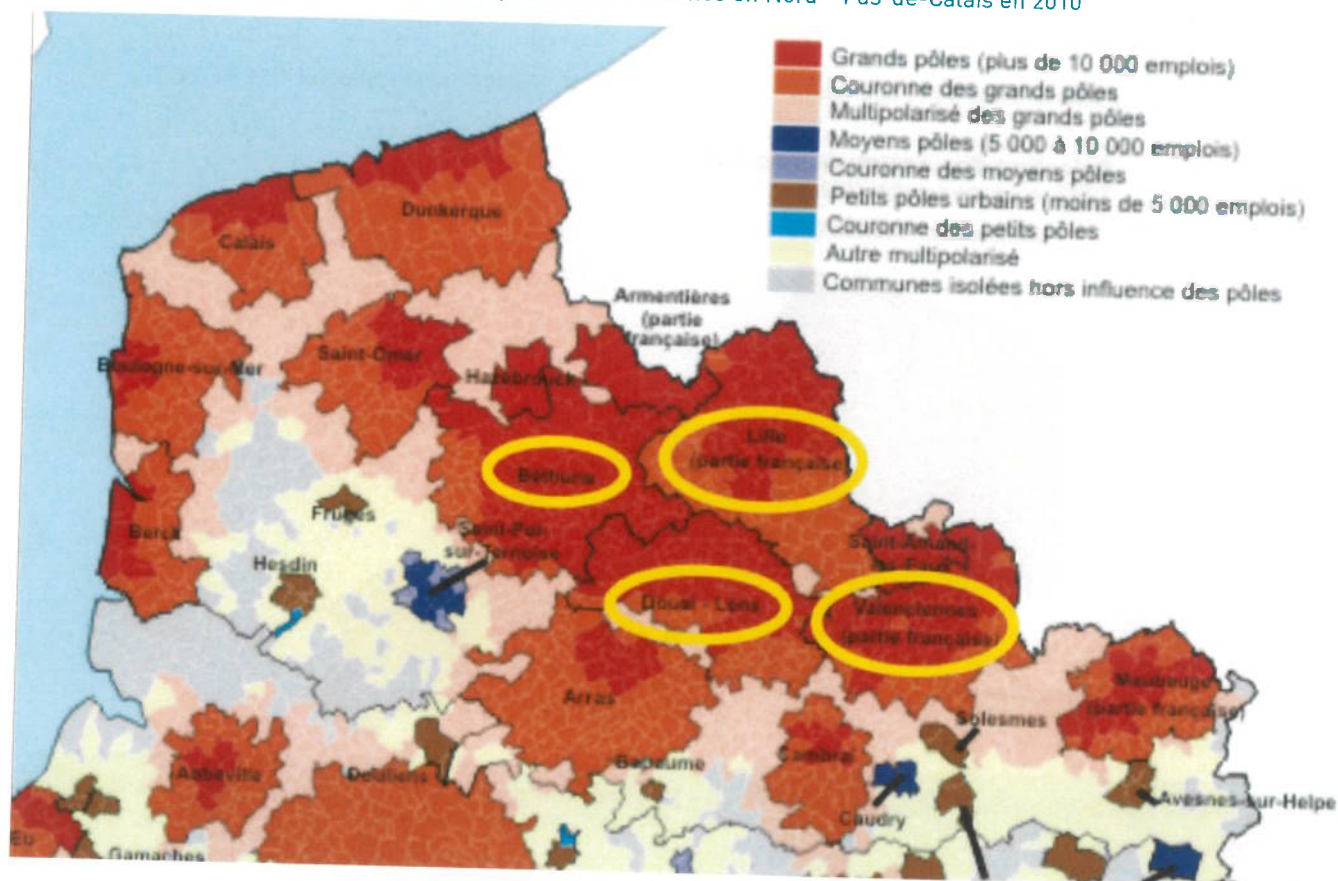 en Nord - Pas-de-Calais en 2010
Grands pôles (plus de 10 000 emplois)
Couronne des grands pôles
Multipolarisé des grands pôles
Moyens pôles (5 000 à 10 000 emplois)
Couronne des moyens pôles
Petits pôles urbains (moins de 5 000 emplois)
Couronne des petits pôles
Autre multipolarisé
Communes isolées hors influence des pôles
Dunkerque
Calais
Armentières
(partie
française)
Boulogne-sur-Mer
Saint-Omer
Hazebrouck
Lille
(partie française)
Béthune
Fruges
Berck
Saint-Pol-
sur-Ternoise
Hesdin
Saint-Amand-
les-Eaux
Douai - Lens
Valenciennes
(partie française)
Arras
Maubeuge
(partie française)
Solesmes
Cambrai
Bapaume
Abbeville
Doullens
Avesnes-sur-Helpe
Caudry
Eu
Gamaches